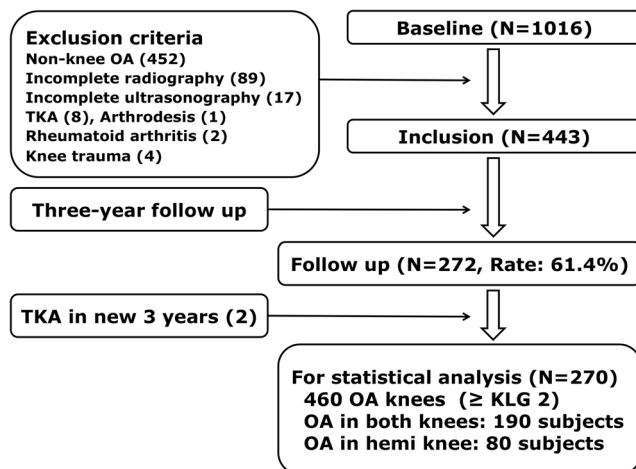 Baseline (N=1016)
Exclusion criteria
Non-knee OA (452)
Incomplete radiography (89)
Incomplete ultrasonography (17)
TKA (8), Arthrodesis (1)
Rheumatoid arthritis (2)
Knee trauma (4)
Inclusion (N=443)
Three-year follow up
Follow up (N=272, Rate: 61.4%)
TKA in new 3 years (2)
For statistical analysis (N=270)
460 OA knees (≥ KLG 2)
OA in both knees: 190 subjects
OA in hemi knee: 80 subjects